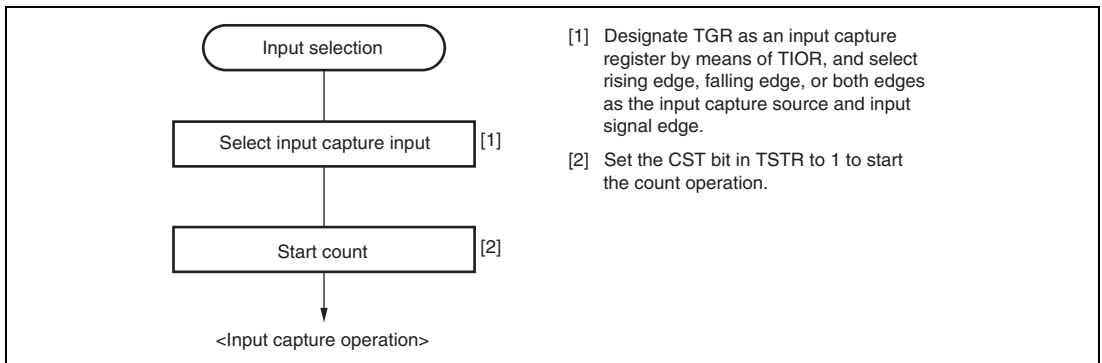 Input selection
Select input capture input
[1]
Start count
[2]
<Input capture operation>
[1] Designate TGR as an input capture
register by means of TIOR, and select
rising edge, falling edge, or both edges
as the input capture source and input
signal edge.
[2] Set the CST bit in TSTR to 1 to start
the count operation.